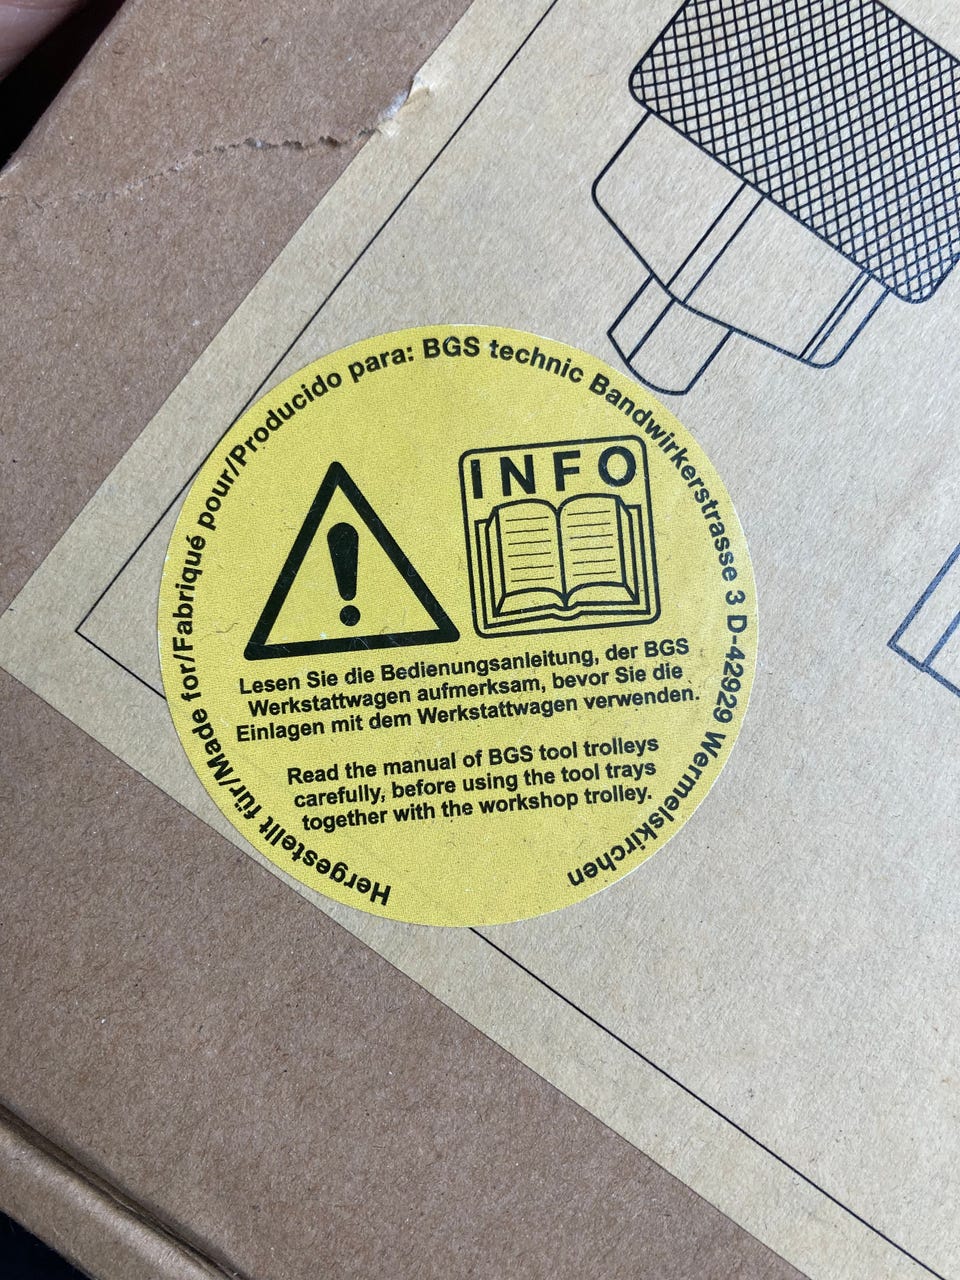 Hergestellt für/Made for/Fabriqué pour/Producido para: BGS technic Bandwirkerstrasse 3 D-42929 Wermelskirchen
INFO
Lesen Sie die Bedienungsanleitung, der BGS
Werkstattwagen aufmerksam, bevor Sie die
Einlagen mit dem Werkstattwagen verwenden.
Read the manual of BGS tool trolleys
carefully, before using the tool trays
together with the workshop trolley.